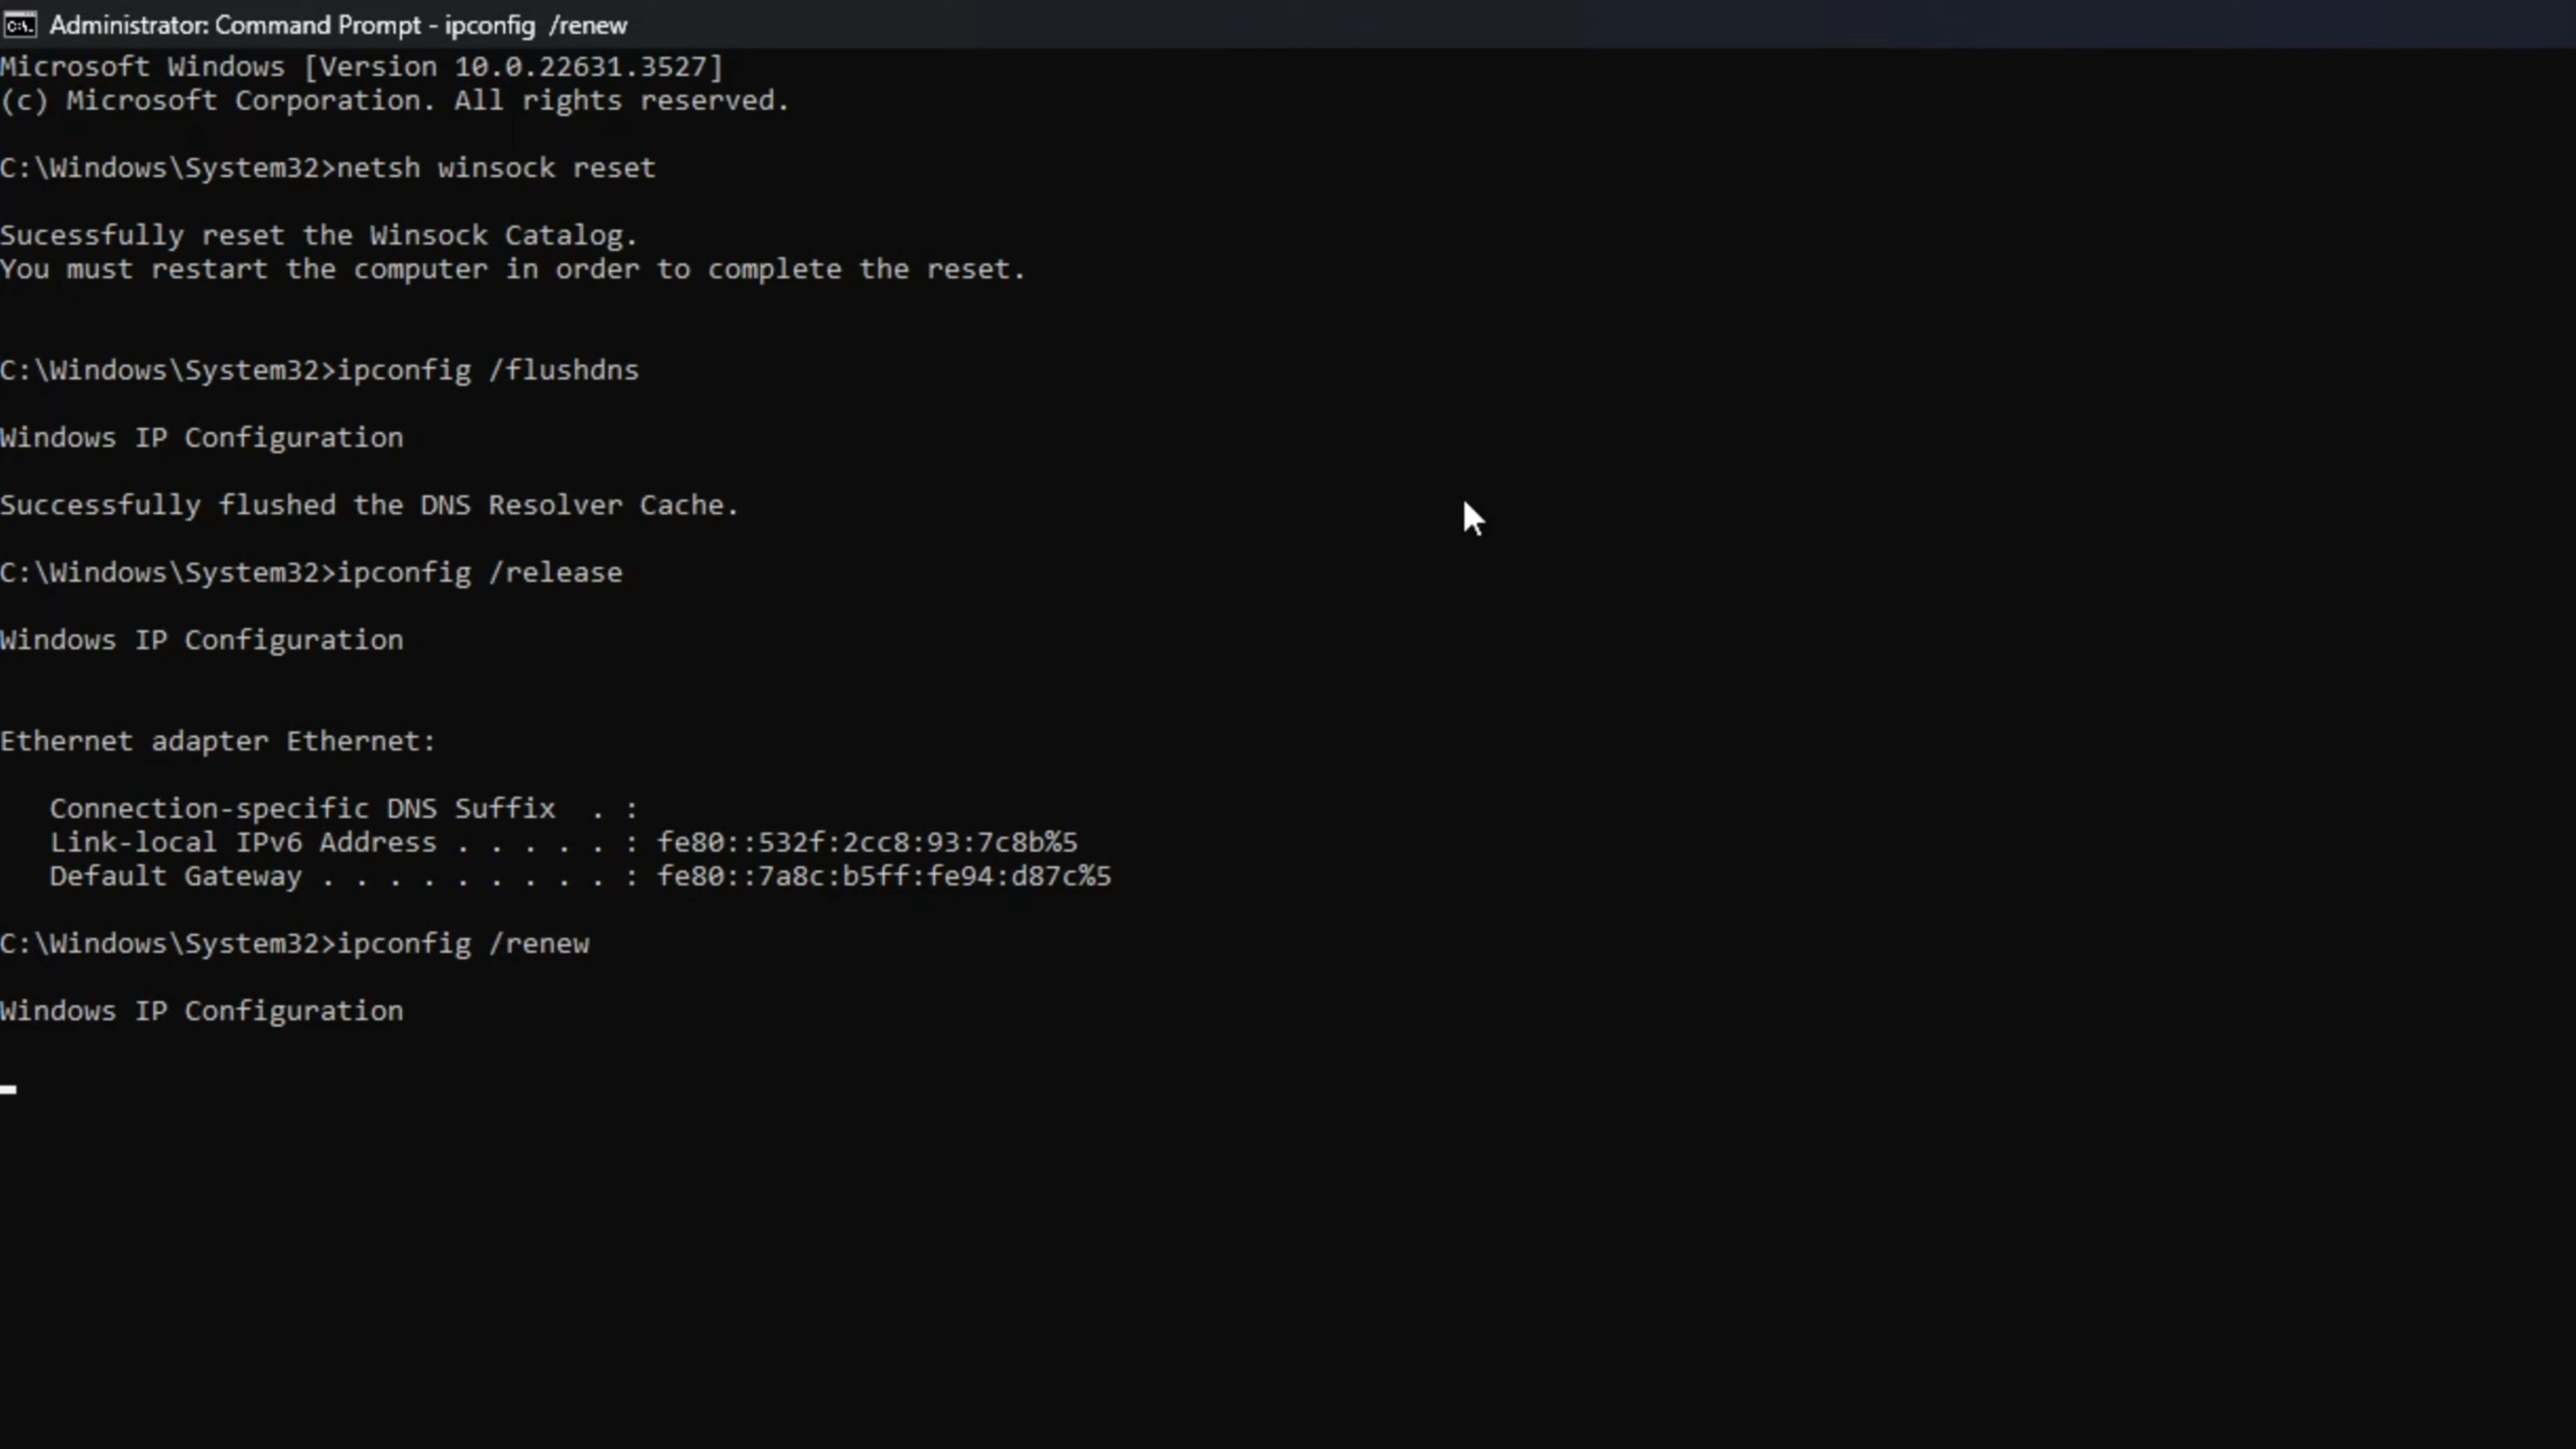 Administrator: Command Prompt - ipconfig  /renew
Microsoft Windows [Version 10.0.22631.3527]
(c) Microsoft Corporation. All rights reserved.
C:\Windows\System32>netsh winsock reset
Sucessfully reset the Winsock Catalog.
You must restart the computer in order to complete the reset.
C:\Windows\System32>ipconfig /flushdns
Windows IP Configuration
Successfully flushed the DNS Resolver Cache.
C:\Windows\System32>ipconfig /release
Windows IP Configuration
Ethernet adapter Ethernet:
   Connection-specific DNS Suffix  . :
   Link-local IPv6 Address . . . . . : fe80::532f:2cc8:93:7c8b%5
   Default Gateway . . . . . . . . . : fe80::7a8c:b5ff:fe94:d87c%5
C:\Windows\System32>ipconfig /renew
Windows IP Configuration